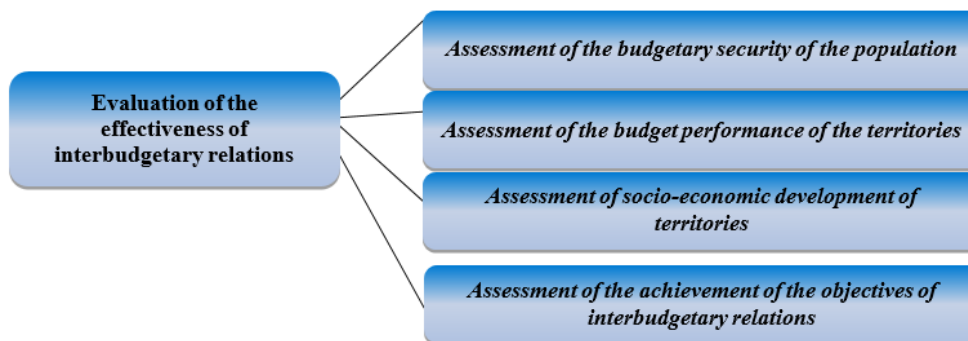 Evaluation of the
effectiveness of
interbudgetary relations
Assessment of the budgetary security of the population
Assessment of the budget performance of the territories
Assessment of socio-economic development of
territories
Assessment of the achievement of the objectives of
interbudgetary relations